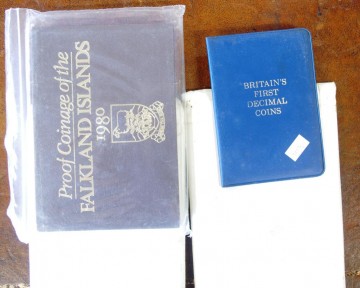 Proof Coinage of the
FALKLAND ISLANDS
1980
BRITAIN'S
FIRST
DECIMAL
COINS